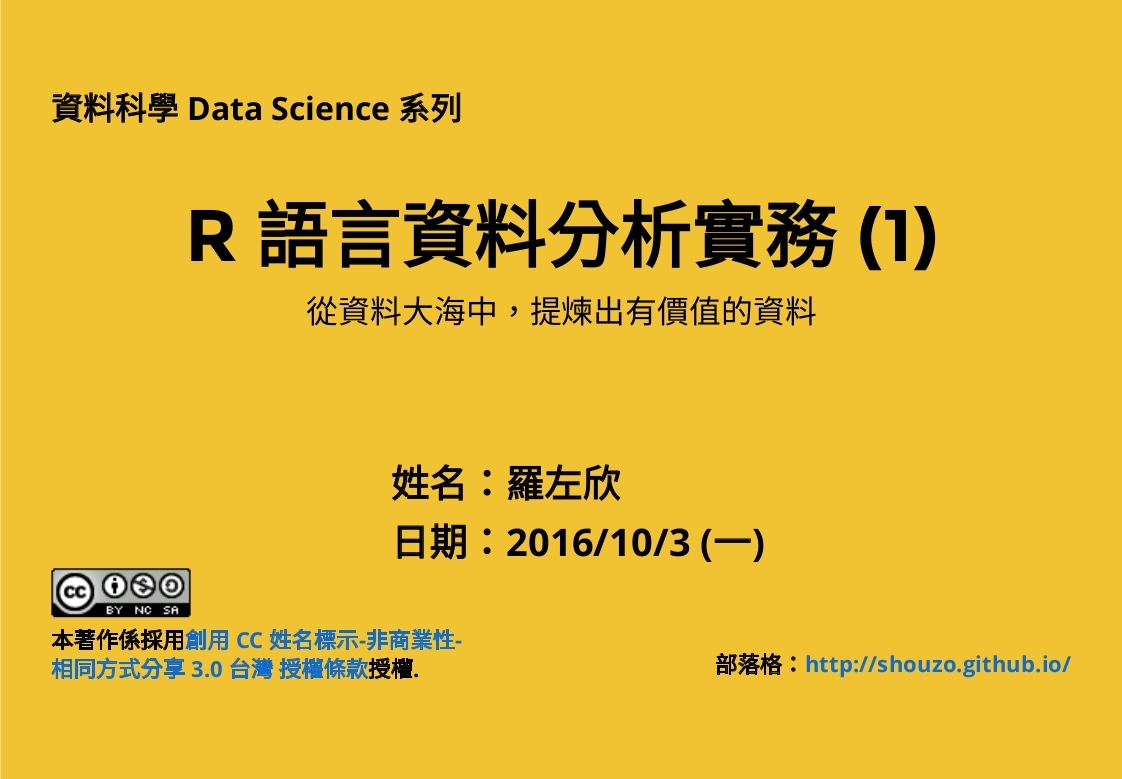 資料科學 Data Science 系列
R 語言資料分析實務 (1)
從資料大海中，提煉出有價值的資料
姓名：羅左欣
日期：2016/10/3 (一)
cc BY NC SA
本著作係採用創用 CC 姓名標示-非商業性-
相同方式分享 3.0 台灣 授權條款授權.
部落格：http://shouzo.github.io/